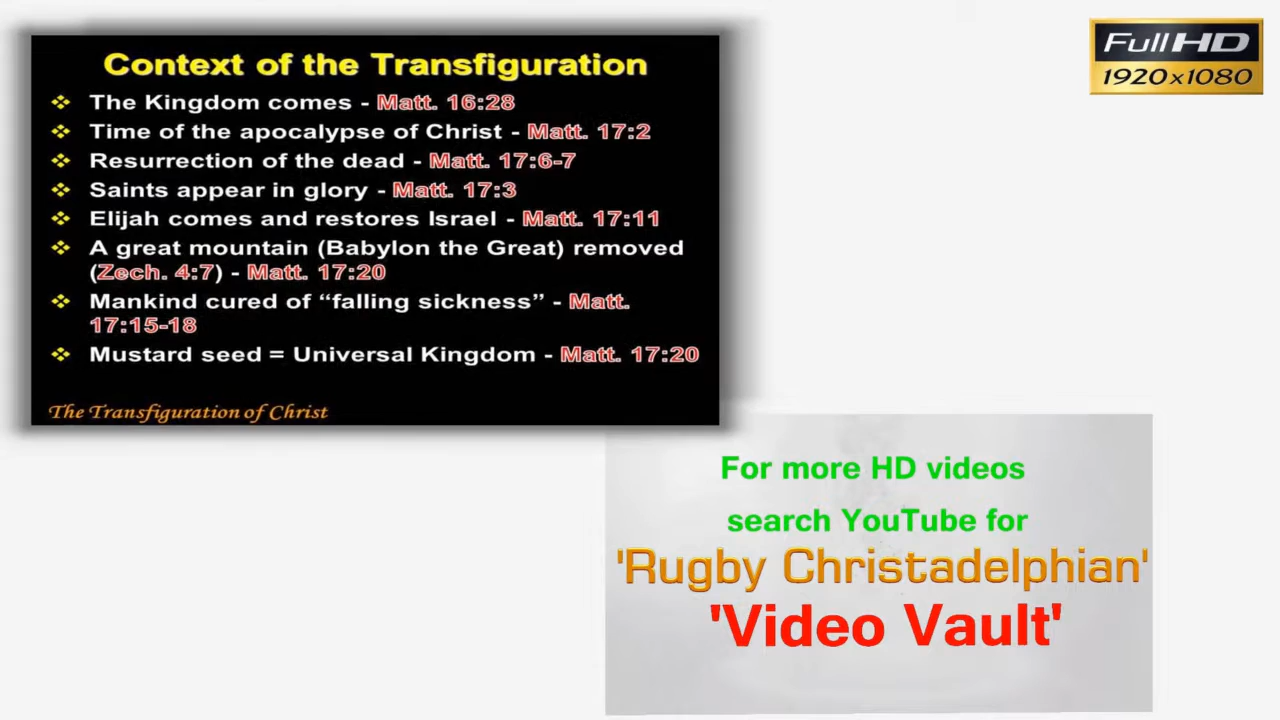 Context of the Transfiguration
❖ The Kingdom comes - Matt. 16:28
❖ Time of the apocalypse of Christ - Matt. 17:2
❖ Resurrection of the dead - Matt. 17:6-7
❖ Saints appear in glory - Matt. 17:3
❖ Elijah comes and restores Israel - Matt. 17:11
❖ A great mountain (Babylon the Great) removed
(Zech. 4:7) - Matt. 17:20
❖ Mankind cured of “falling sickness” - Matt.
17:15-18
❖ Mustard seed = Universal Kingdom - Matt. 17:20
The Transfiguration of Christ
Full HD
1920x1080
For more HD videos
search YouTube for
'Rugby Christadelphian'
'Video Vault'